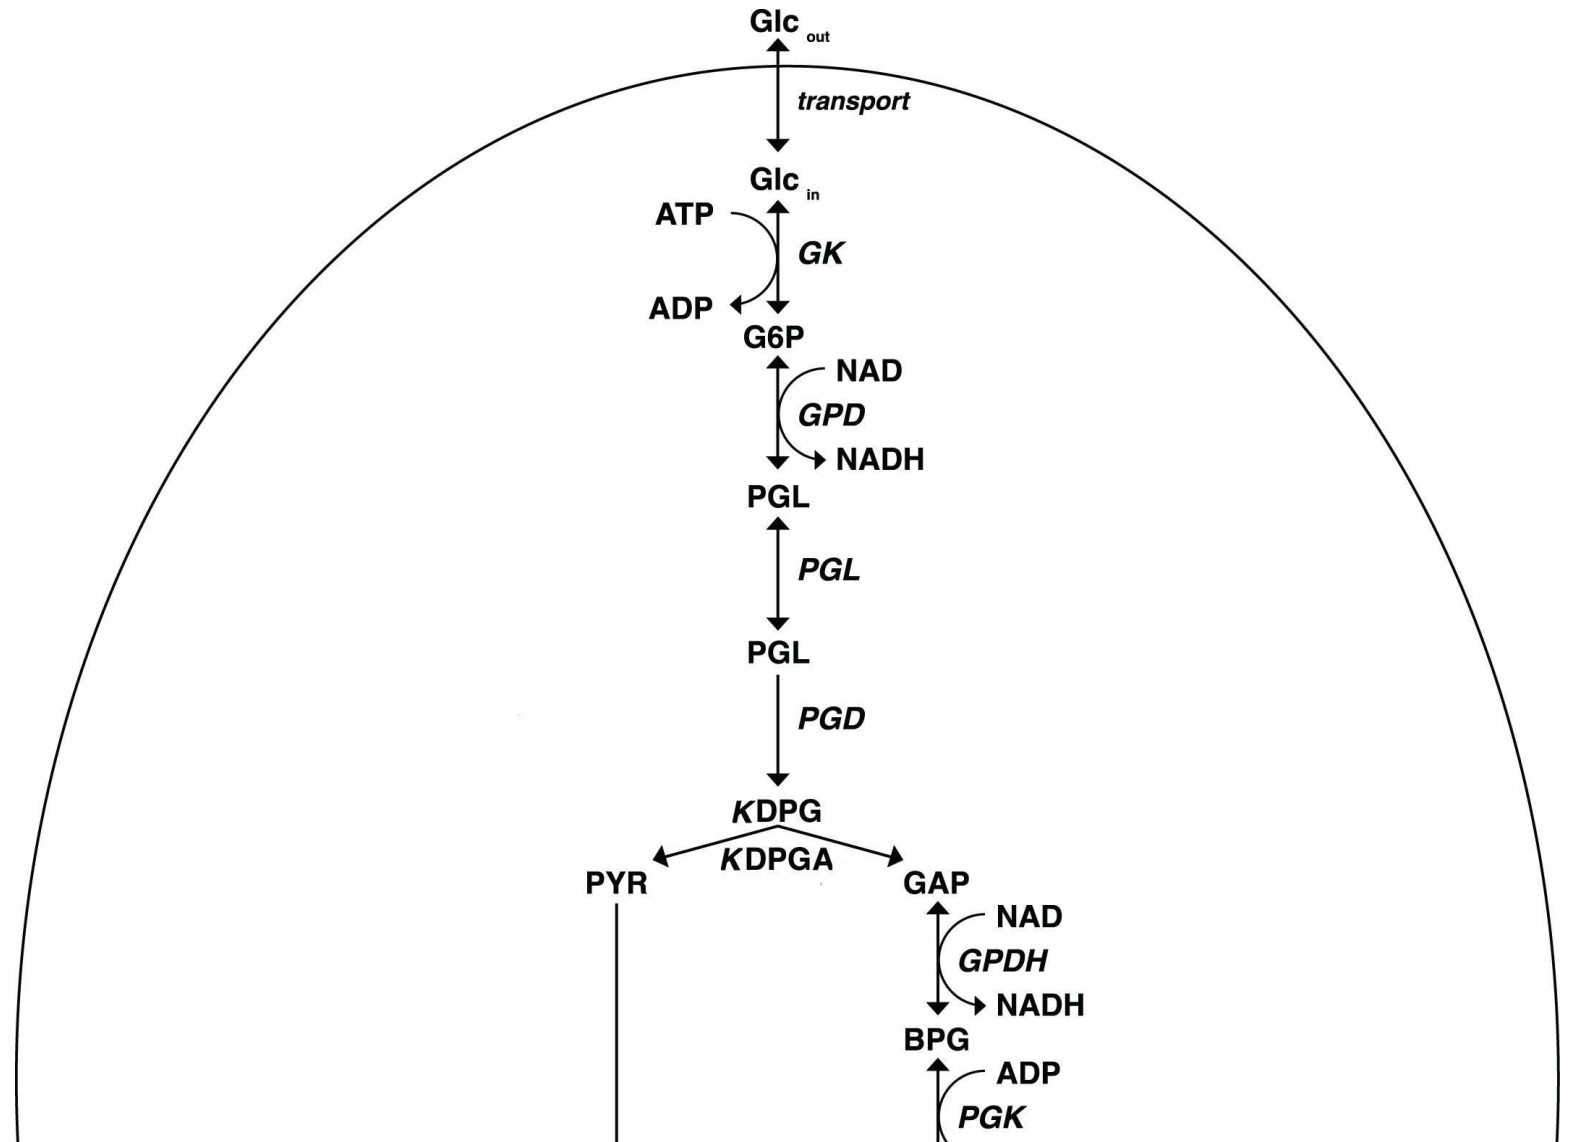 Glc out
transport
Glc in
ATP
GK
ADP
G6P
NAD
GPD
NADH
PGL
PGL
PGL
PGD
KDPG
KDPGA
PYR
GAP
NAD
GPDH
NADH
BPG
ADP
PGK